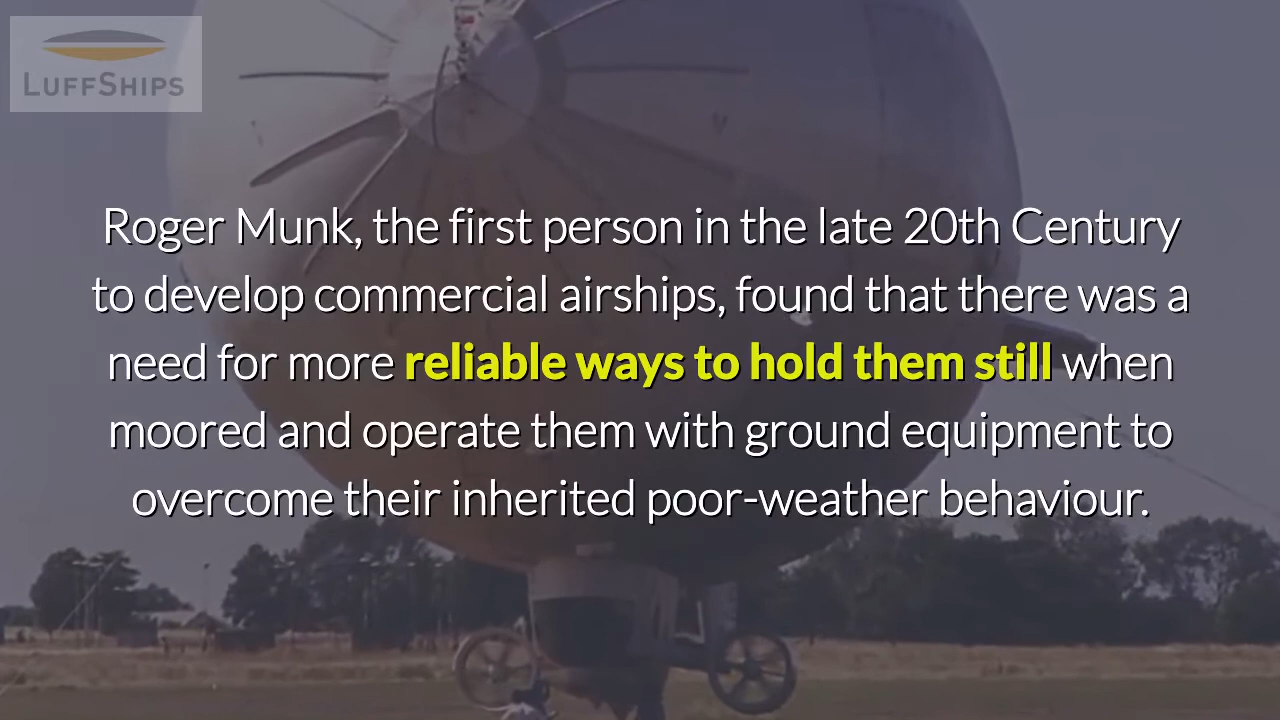 LUFFSHIPS
Roger Munk, the first person in the late 20th Century
to develop commercial airships, found that there was a
need for more reliable ways to hold them still when
moored and operate them with ground equipment to
overcome their inherited poor-weather behaviour.